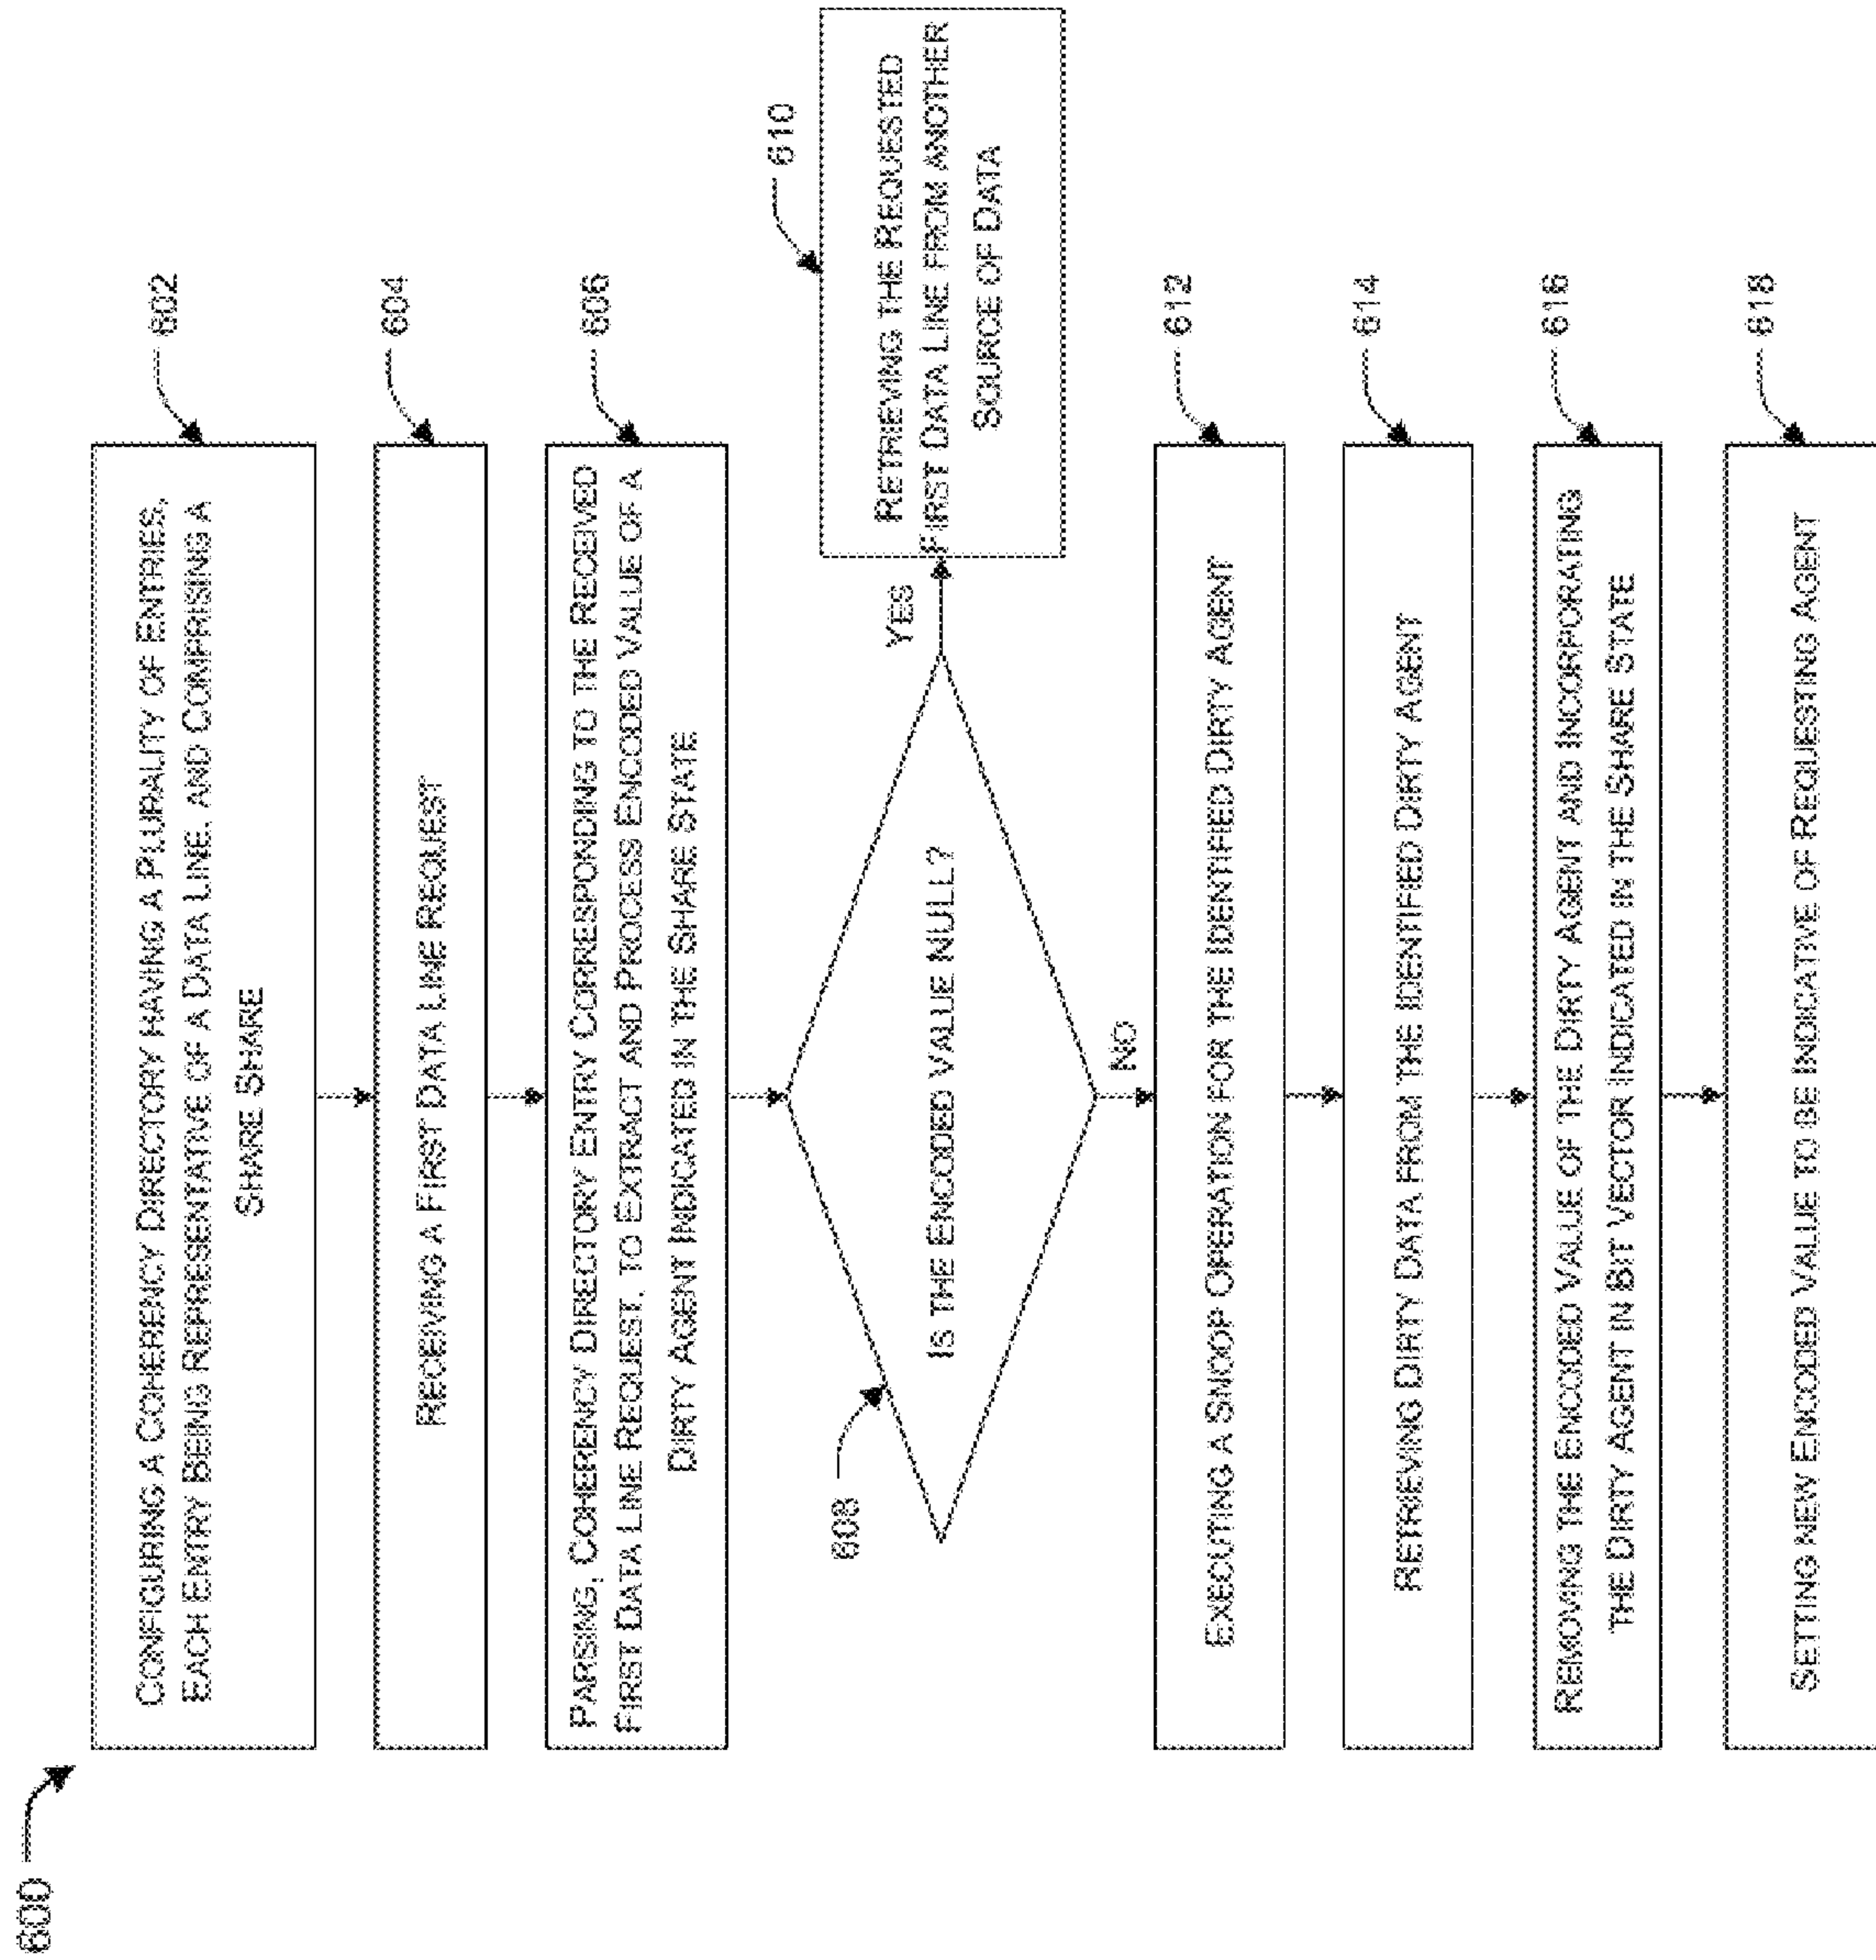 600
CONFIGURING A COHERENCY DIRECTORY HAVING A PLURALITY OF ENTRIES,
EACH ENTRY BEING REPRESENTATIVE OF A DATA LINE, AND COMPRISING A
SHARE SHARE
602
RECEIVING A FIRST DATA LINE REQUEST
604
PARSING, COHERENCY DIRECTORY ENTRY CORRESPONDING TO THE RECEIVED
FIRST DATA LINE REQUEST, TO EXTRACT AND PROCESS ENCODED VALUE OF A
DIRTY AGENT INDICATED IN THE SHARE STATE
606
608
IS THE ENCODED VALUE NULL?
YES
RETRIEVING THE REQUESTED
FIRST DATA LINE FROM ANOTHER
SOURCE OF DATA
610
NO
EXECUTING A SNOOP OPERATION FOR THE IDENTIFIED DIRTY AGENT
612
RETRIEVING DIRTY DATA FROM THE IDENTIFIED DIRTY AGENT
614
REMOVING THE ENCODED VALUE OF THE DIRTY AGENT AND INCORPORATING
THE DIRTY AGENT IN BIT VECTOR INDICATED IN THE SHARE STATE
616
SETTING NEW ENCODED VALUE TO BE INDICATIVE OF REQUESTING AGENT
618